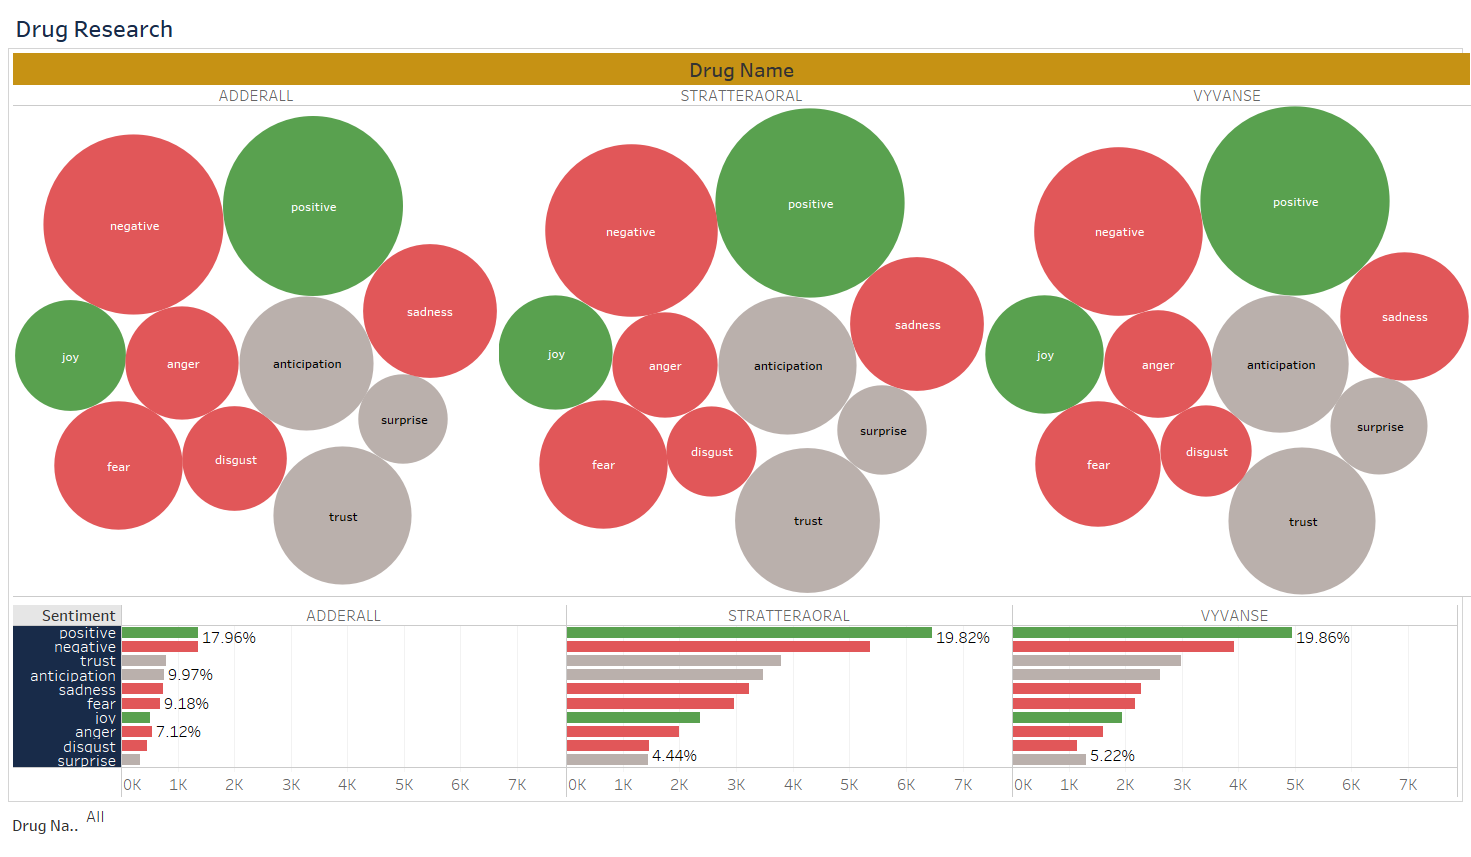 Drug Research
Drug Name
ADDERALL STRATTERAORAL VYVANSE
negative positive sadness joy anger anticipation surprise fear disgust trust
negative positive sadness joy anger anticipation surprise fear disgust trust
negative positive sadness joy anger anticipation surprise fear disgust trust
Sentiment ADDERALL STRATTERAORAL VYVANSE
positive 17.96% 19.82% 19.86%
negative
trust
anticipation 9.97%
sadness
fear 9.18%
joy
anger 7.12%
disgust
surprise 4.44% 5.22%
0K 1K 2K 3K 4K 5K 6K 7K 0K 1K 2K 3K 4K 5K 6K 7K 0K 1K 2K 3K 4K 5K 6K 7K
Drug Na.. All